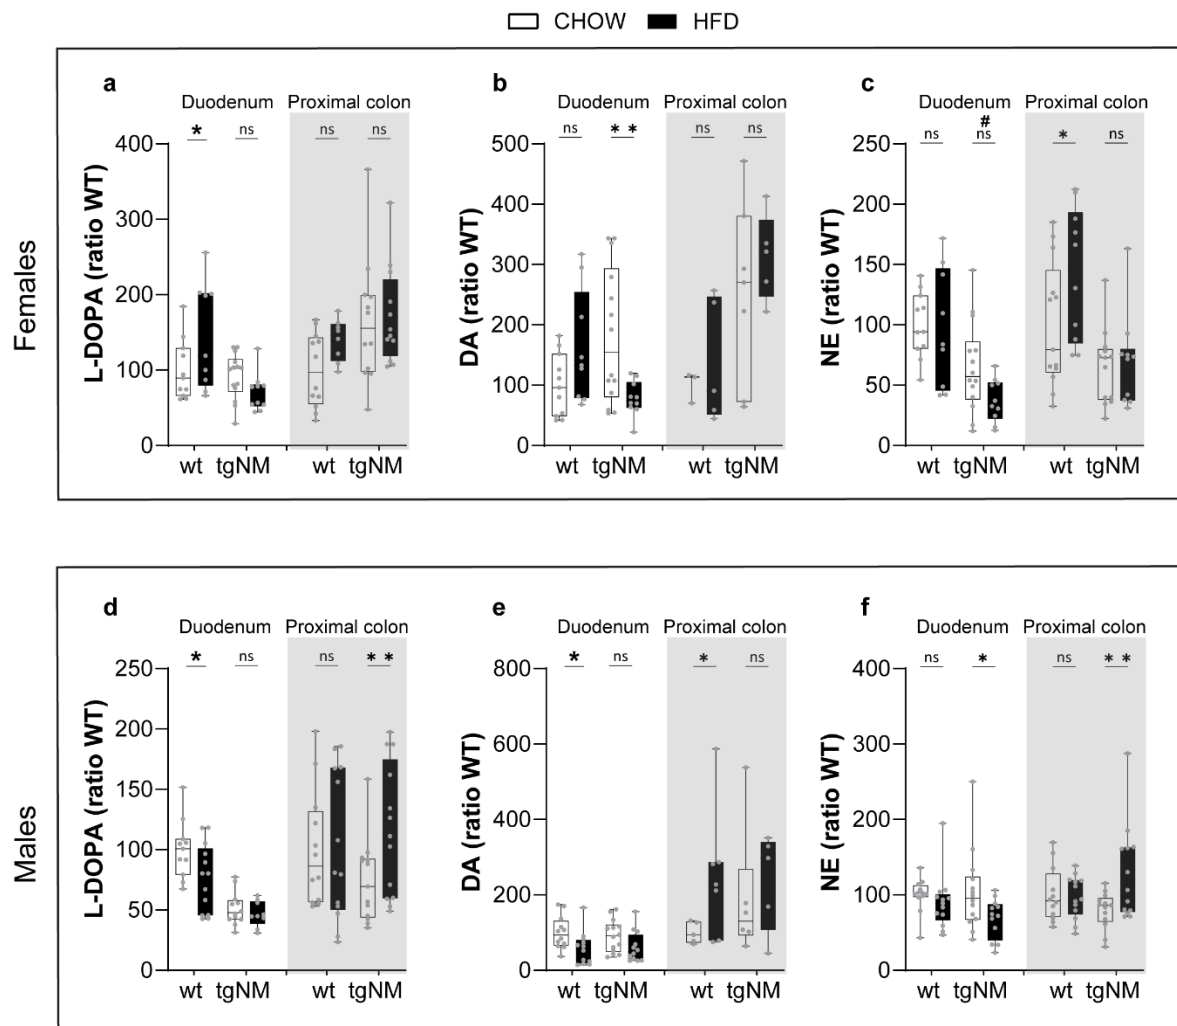 CHOW HFD
Females
a
Duodenum Proximal colon
* ns ns ns
L-DOPA (ratio WT)
400
300
200
100
0
wt tgNM wt tgNM
b
Duodenum Proximal colon
ns ** ns ns
DA (ratio WT)
500
400
300
200
100
0
wt tgNM wt tgNM
c
Duodenum Proximal colon
#
ns ns * ns
NE (ratio WT)
250
200
150
100
50
0
wt tgNM wt tgNM
Males
d
Duodenum Proximal colon
* ns ns **
L-DOPA (ratio WT)
250
200
150
100
50
0
wt tgNM wt tgNM
e
Duodenum Proximal colon
* ns * ns
DA (ratio WT)
800
600
400
200
0
wt tgNM wt tgNM
f
Duodenum Proximal colon
ns * ns **
NE (ratio WT)
400
300
200
100
0
wt tgNM wt tgNM